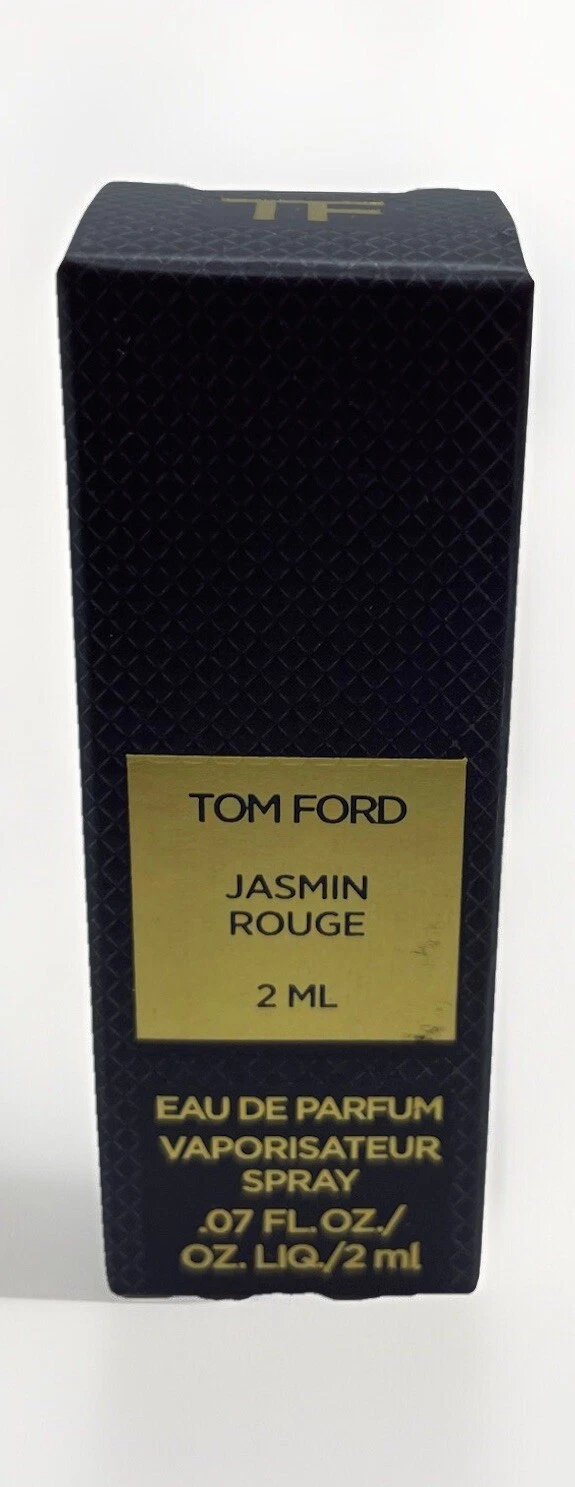 TF
TOM FORD
JASMIN
ROUGE
2 ML
EAU DE PARFUM
VAPORISATEUR
SPRAY
.07 FL.OZ./
OZ. LIQ./2 ml